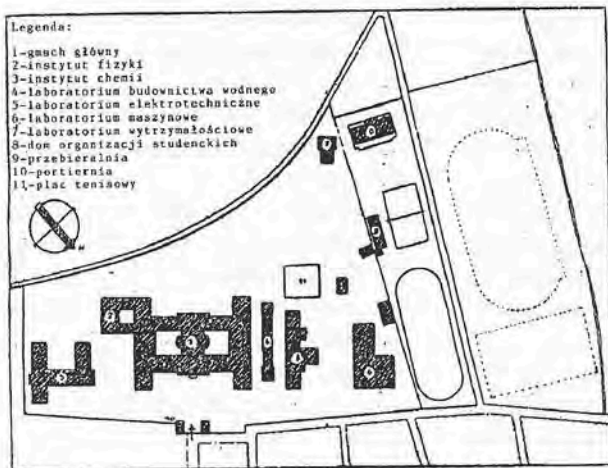 Legenda:
1-gmach główny
2-instytut fizyki
3-instytut chemii
4-laboratorium budownictwa wodnego
5-laboratorium elektrotechniczne
6-laboratorium maszynowe
7-laboratorium wytrzymałościowe
8-dom organizacji studenckich
9-przebieralnia
10-portiernia
11-plac tenisowy